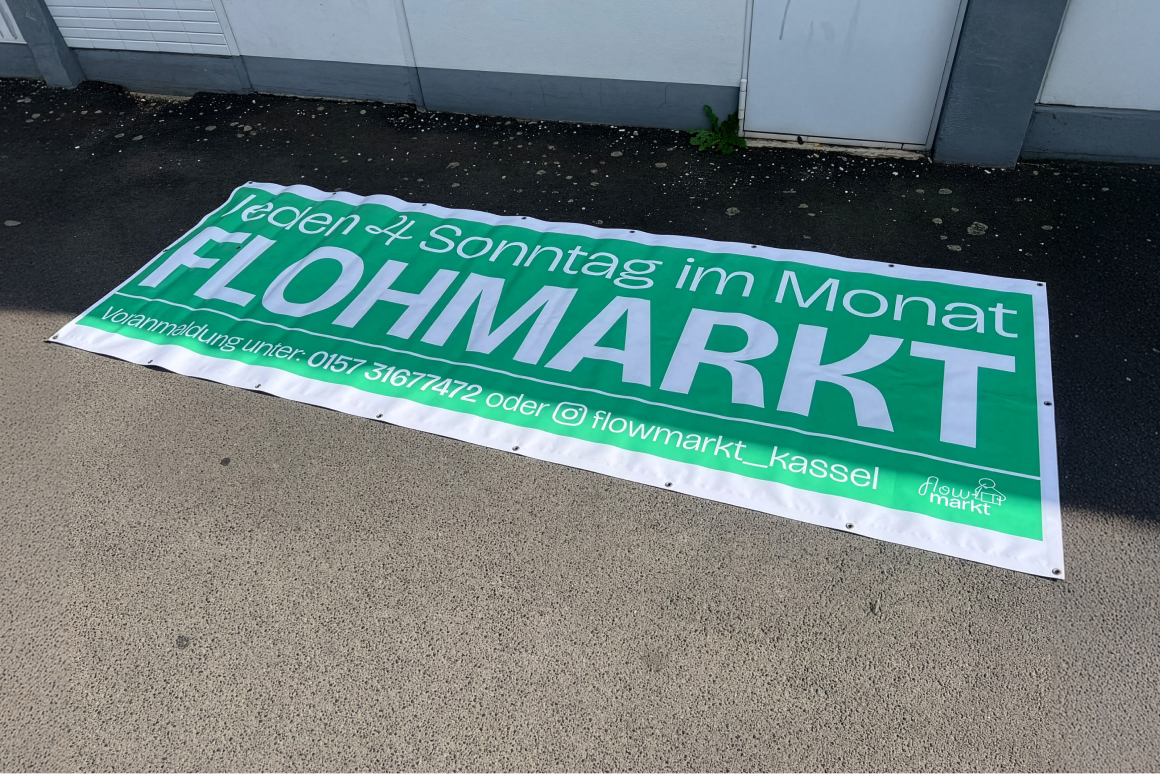 Jeden 4 Sonntag im Monat
FLOHMARKT
Voranmeldung unter: 0157 31677472 oder flowmarkt_kassel
flow
markt